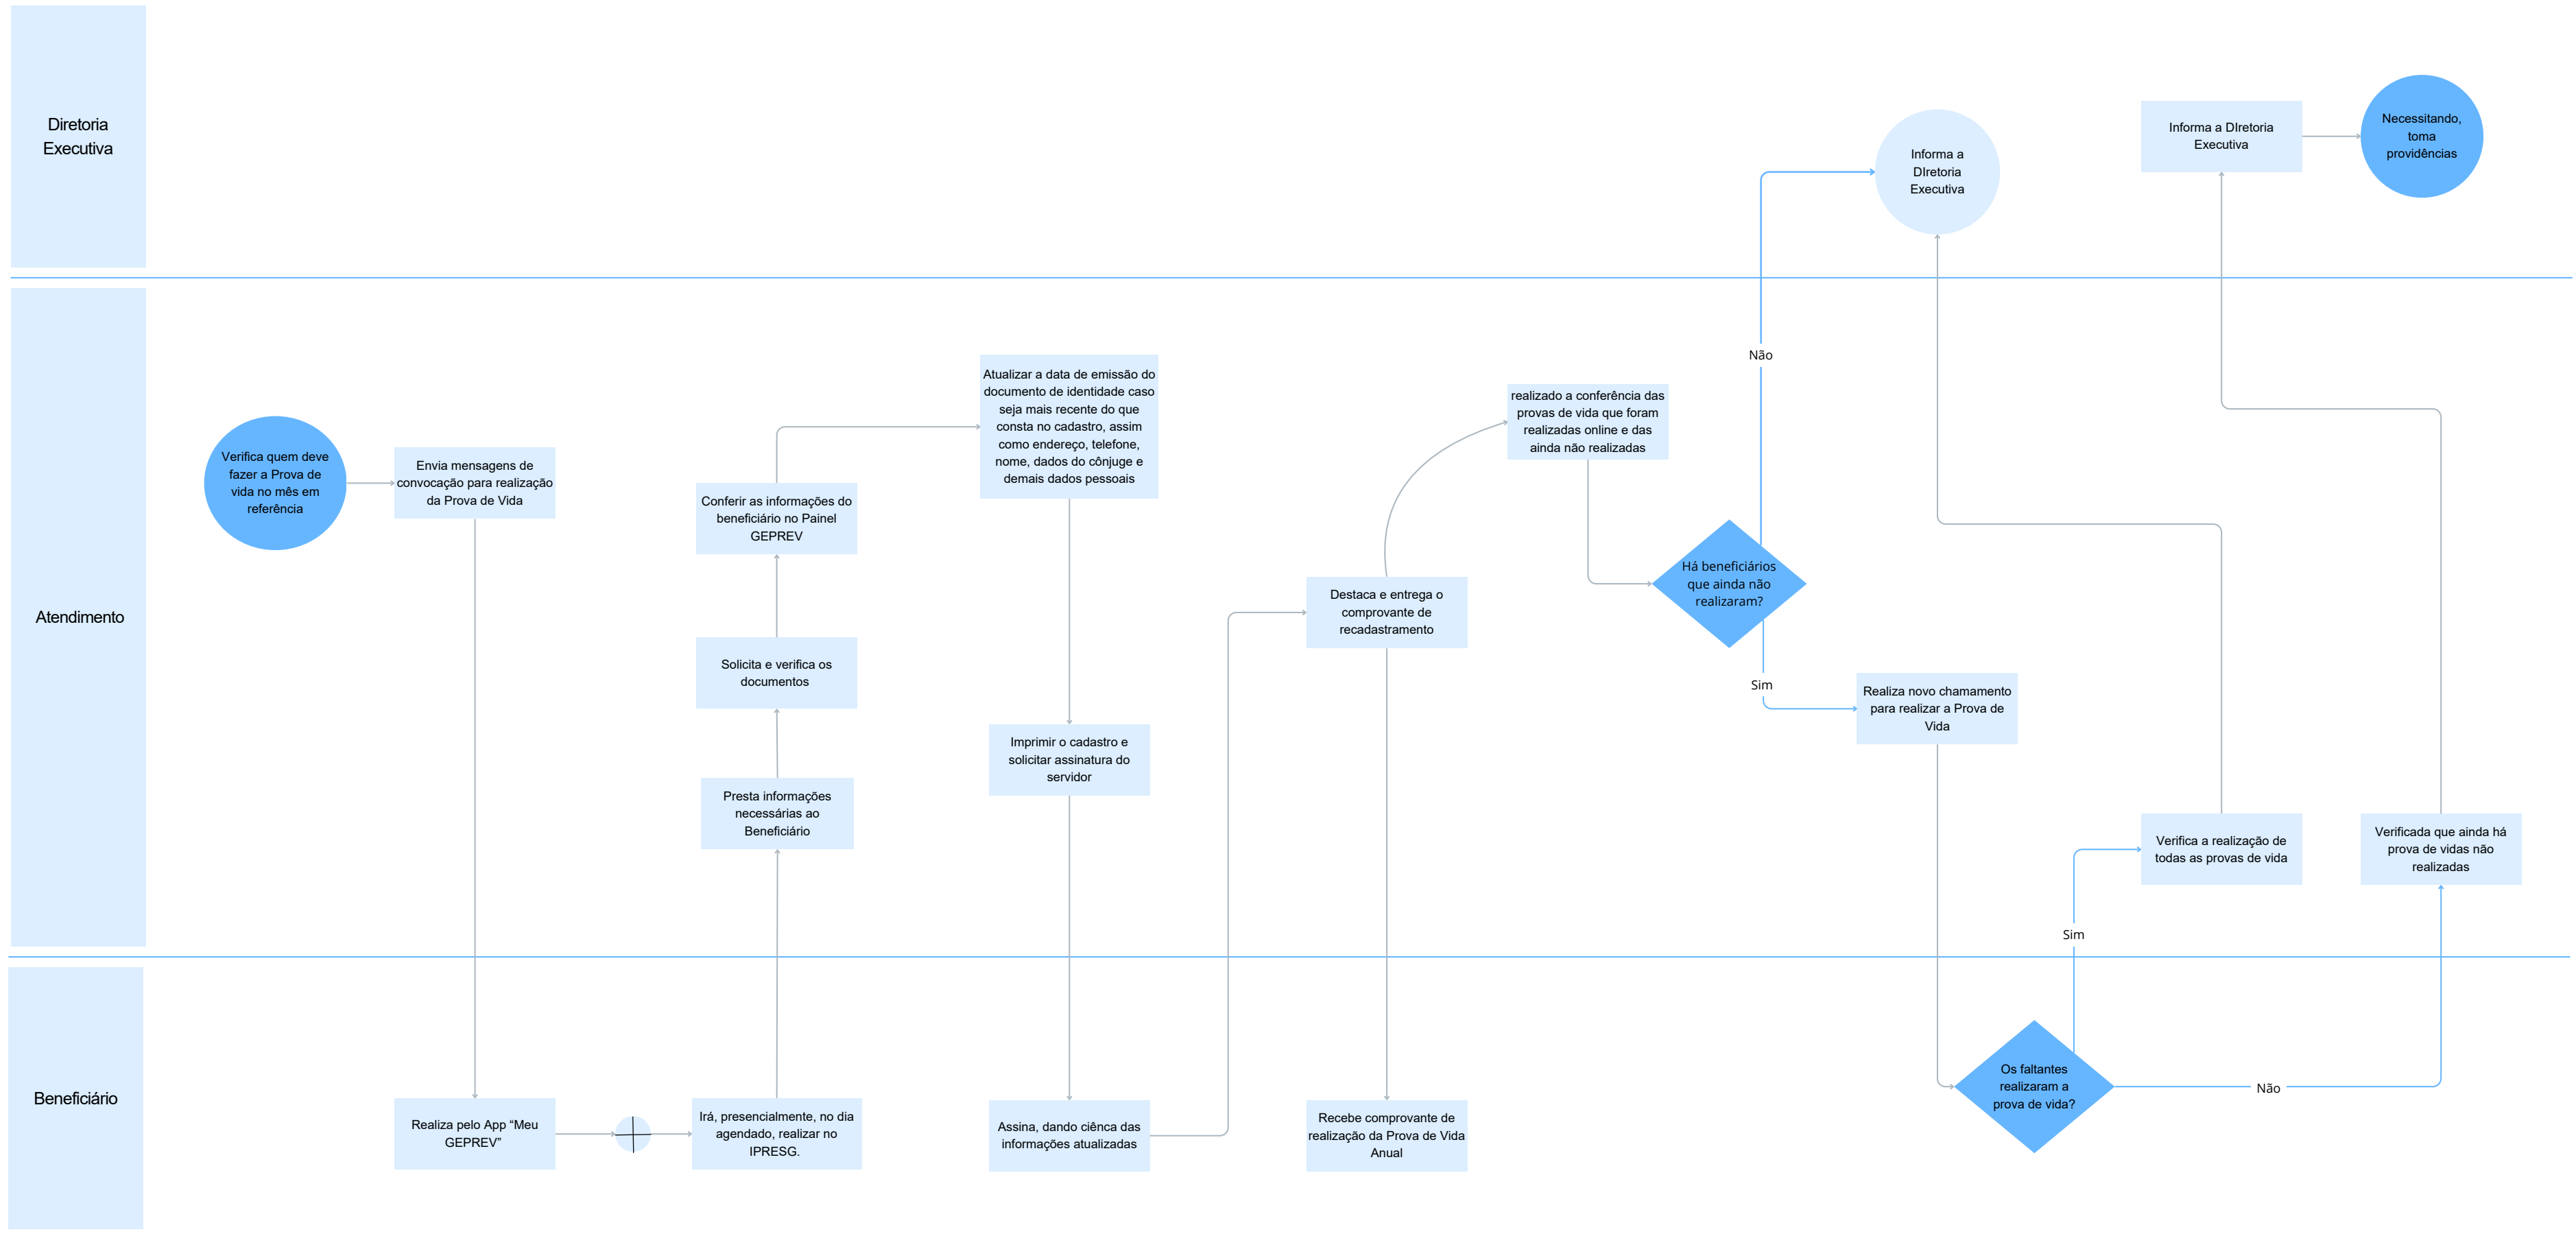 Diretoria
Executiva
Informa a
DIretoria
Executiva
Informa a DIretoria
Executiva
Necessitando,
toma
providências
Atendimento
Verifica quem deve
fazer a Prova de
vida no mês em
referência
Envia mensagens de
convocação para realização
da Prova de Vida
Conferir as informações do
beneficiário no Painel
GEPREV
Solicita e verifica os
documentos
Presta informações
necessárias ao
Beneficiário
Atualizar a data de emissão do
documento de identidade caso
seja mais recente do que
consta no cadastro, assim
como endereço, telefone,
nome, dados do cônjuge e
demais dados pessoais
Imprimir o cadastro e
solicitar assinatura do
servidor
Destaca e entrega o
comprovante de
recadastramento
realizado a conferência das
provas de vida que foram
realizadas online e das
ainda não realizadas
Há beneficiários
que ainda não
realizaram?
Não
Sim
Realiza novo chamamento
para realizar a Prova de
Vida
Verifica a realização de
todas as provas de vida
Verificada que ainda há
prova de vidas não
realizadas
Sim
Beneficiário
Realiza pelo App “Meu
GEPREV”
Irá, presencialmente, no dia
agendado, realizar no
IPRESG.
Assina, dando ciênca das
informações atualizadas
Recebe comprovante de
realização da Prova de Vida
Anual
Os faltantes
realizaram a
prova de vida?
Não